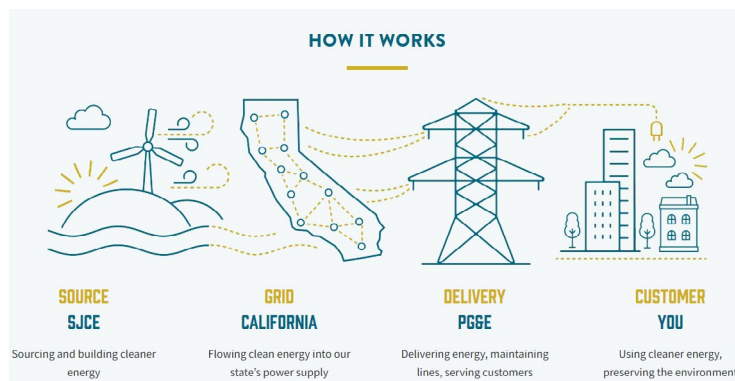 HOW IT WORKS
SOURCE
SJCE
Sourcing and building cleaner
energy
GRID
CALIFORNIA
Flowing clean energy into our
state's power supply
DELIVERY
PG&E
Delivering energy, maintaining
lines, serving customers
CUSTOMER
YOU
Using cleaner energy,
preserving the environment